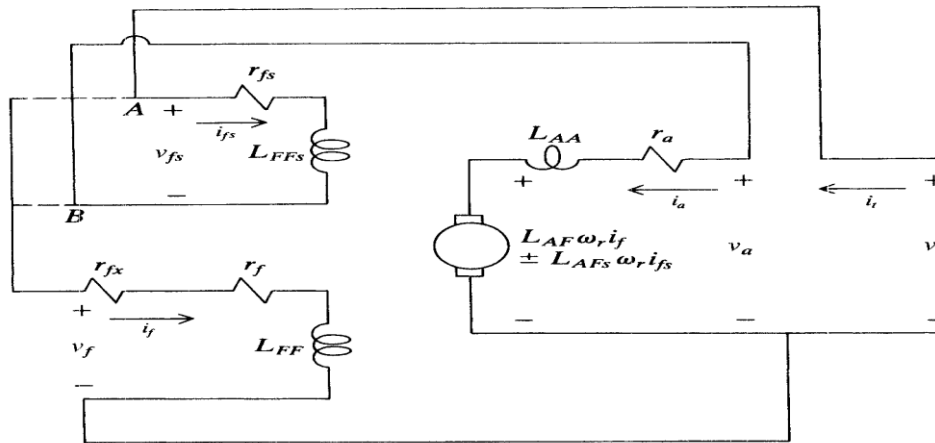 r_fs
A
+
i_fs
L_FFs
v_fs
−
B
L_AA
r_a
+
+
+
i_a
i_t
L_AF ω_r i_f
± L_AFs ω_r i_fs
v_a
v
−
−
−
r_fx
r_f
+
i_f
L_FF
v_f
−